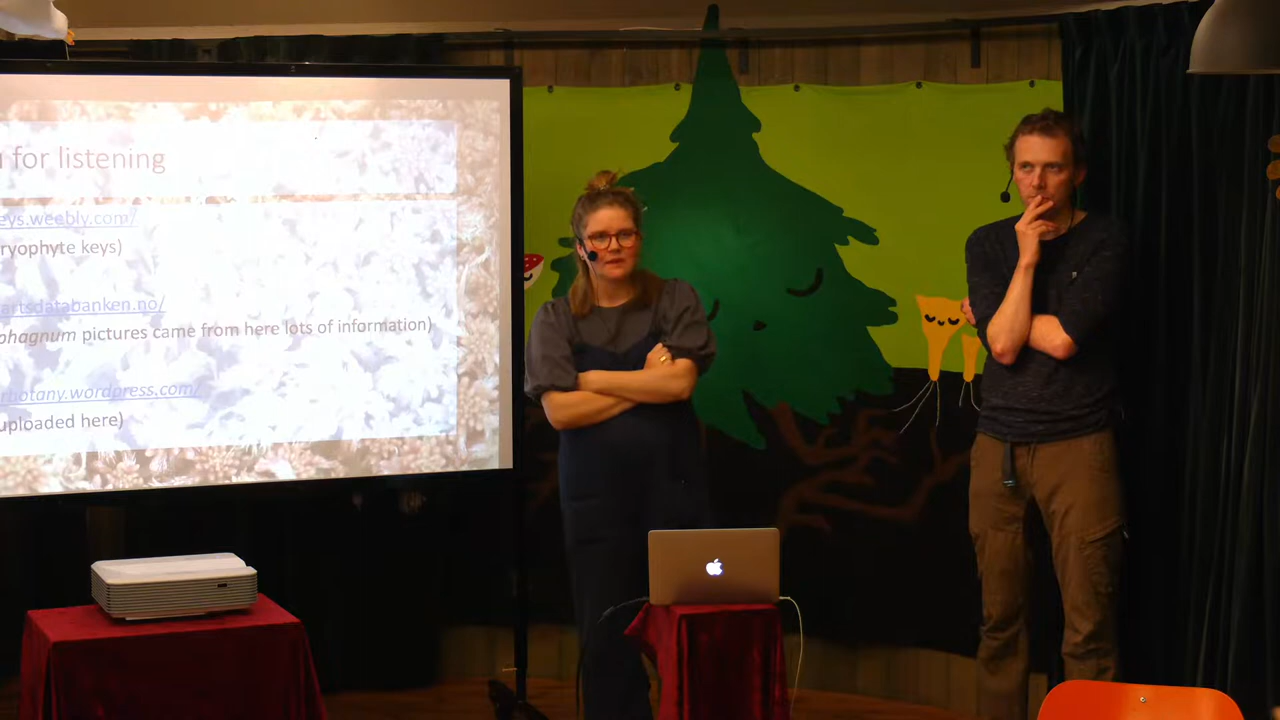 for listening
eys.weebly.com/
ryophyte keys)
artsdatabanken.no/
phagnum pictures came from here lots of information)
rbotany.wordpress.com/
uploaded here)